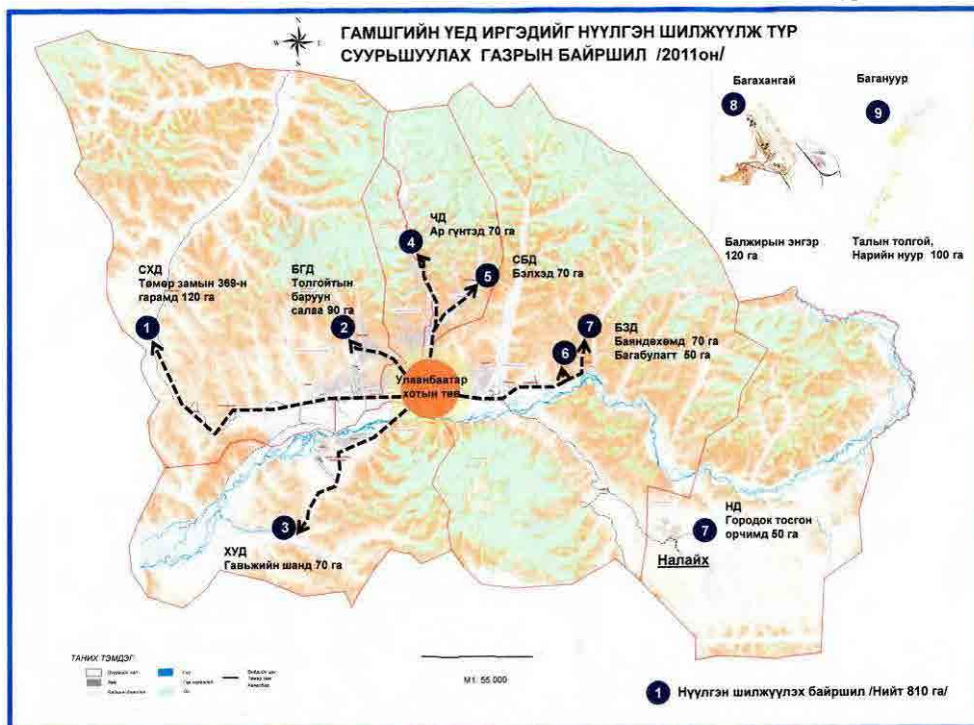 ГАМШГИЙН ҮЕД ИРГЭДИЙГ НҮҮЛГЭН ШИЛЖҮҮЛЖ ТҮР
СУУРЬШУУЛАХ ГАЗРЫН БАЙРШИЛ /2011он/
N
W
E
S
Багахангай
8
Балжирын энгэр
120 га
Багануур
9
Талын толгой,
Нарийн нуур 100 га
ЧД
Ар гүнтэд 70 га
4
СБД
Бэлхэд 70 га
5
СХД
Төмөр замын 369-н
гарамд 120 га
1
БГД
Толгойтын
баруун
салаа 90 га
2
7
6
БЗД
Баяндөхөмд 70 га
Багабулагт 50 га
Улаанбаатар
хотын төв
3
ХУД
Гавьжийн шанд 70 га
7
НД
Городок тосгон
орчимд 50 га
Налайх
ТАНИХ ТЭМДЭГ:
М1: 55.000
1 Нүүлгэн шилжүүлэх байршил /Нийт 810 га/